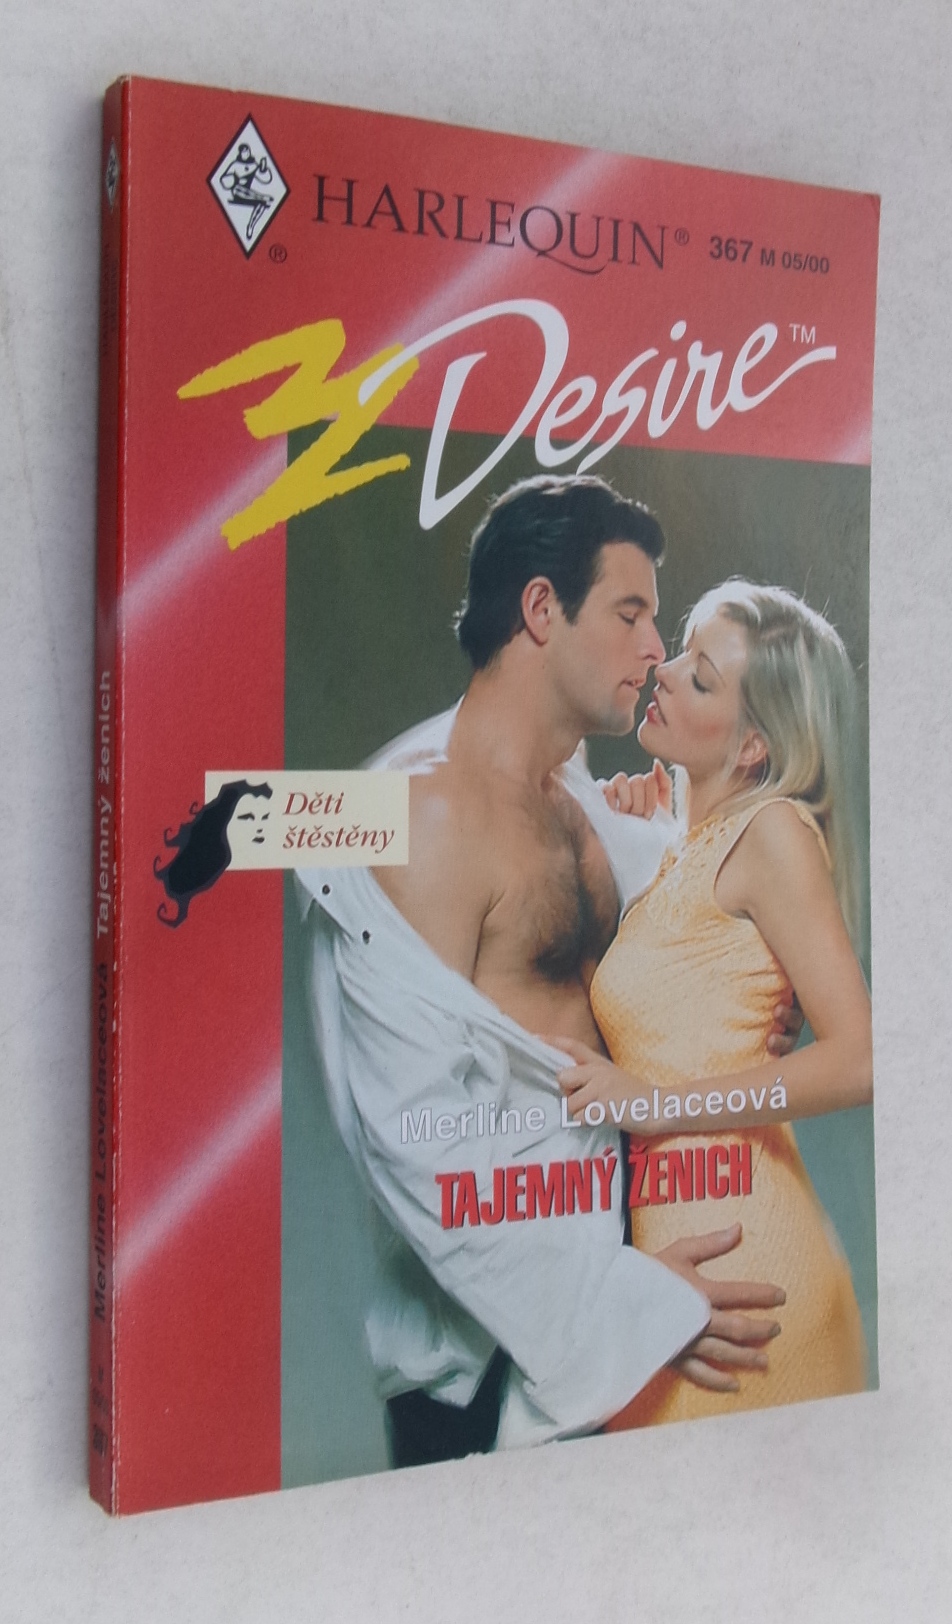 HARLEQUIN®
367 M 05/00
®
Desire™
Děti
štěstěny
Merline Lovelaceová
TAJEMNÝ ŽENICH
Merline Lovelaceová Tajemný ženich